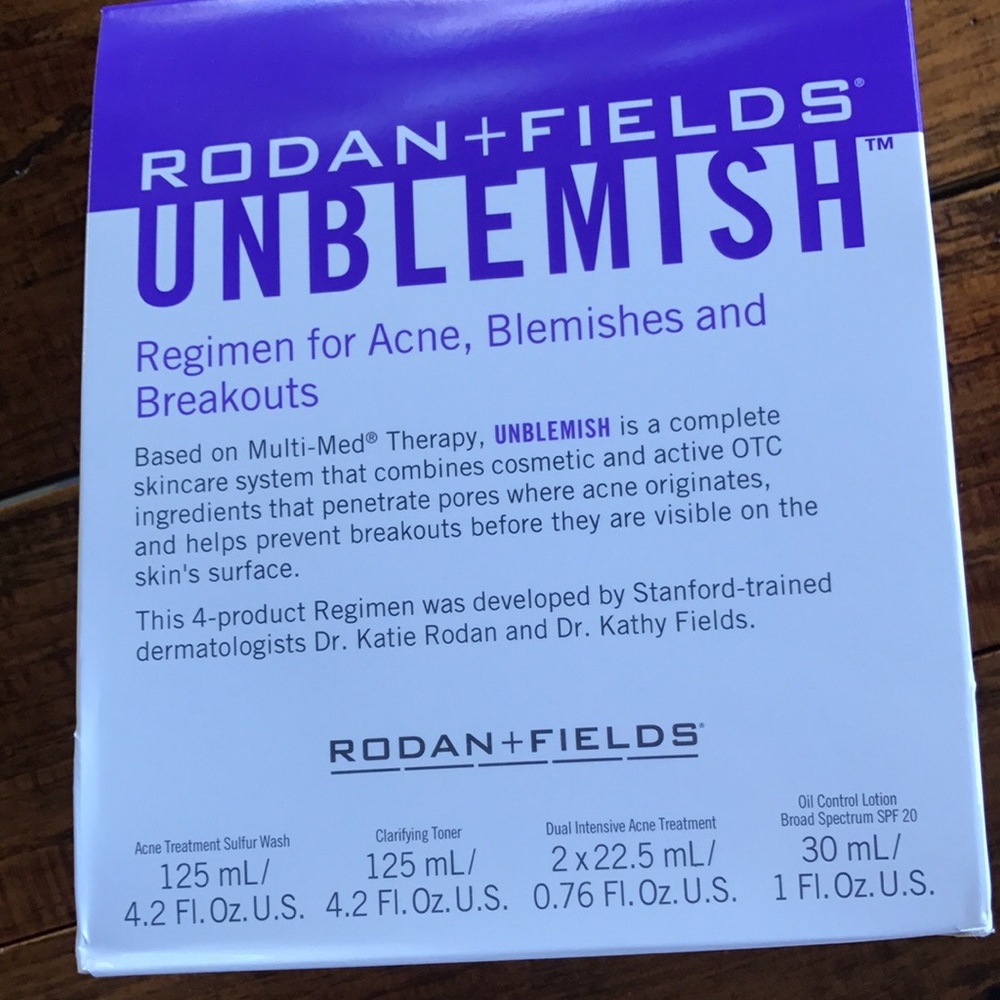 RODAN+FIELDS®
UNBLEMISH™
Regimen for Acne, Blemishes and
Breakouts
Based on Multi-Med® Therapy, UNBLEMISH is a complete
skincare system that combines cosmetic and active OTC
ingredients that penetrate pores where acne originates,
and helps prevent breakouts before they are visible on the
skin's surface.
This 4-product Regimen was developed by Stanford-trained
dermatologists Dr. Katie Rodan and Dr. Kathy Fields.
RODAN+FIELDS®
Acne Treatment Sulfur Wash
125 mL/
4.2 Fl. Oz. U.S.
Clarifying Toner
125 mL/
4.2 Fl. Oz. U.S.
Dual Intensive Acne Treatment
2 x 22.5 mL/
0.76 Fl. Oz. U.S.
Oil Control Lotion
Broad Spectrum SPF 20
30 mL/
1 Fl. Oz. U.S.